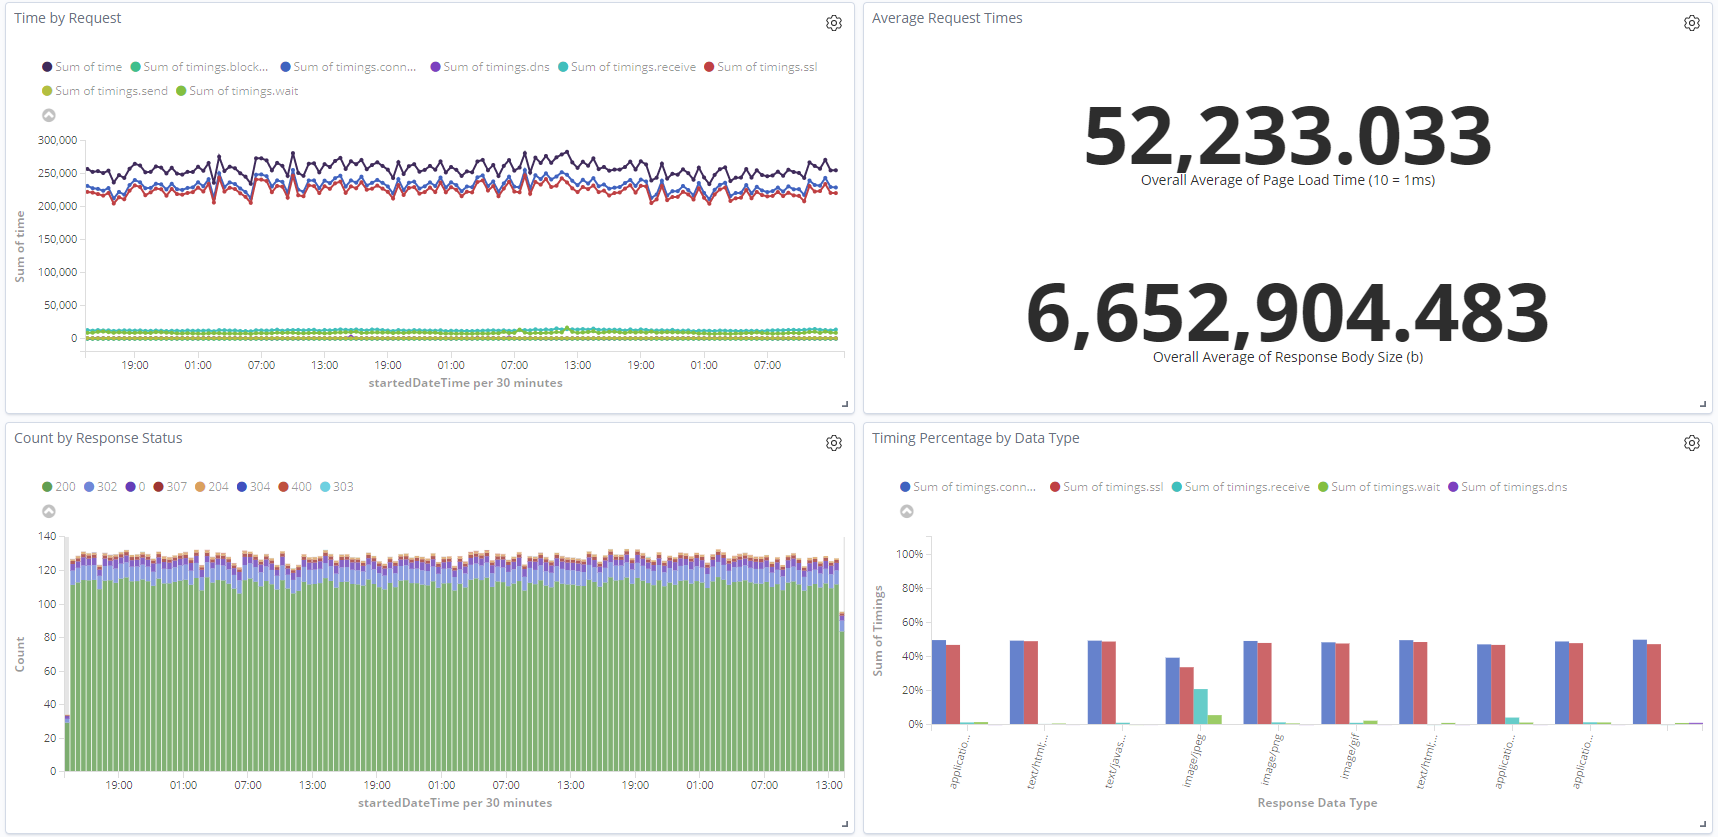 Time by Request
Sum of time Sum of timings.block... Sum of timings.conn... Sum of timings.dns Sum of timings.receive Sum of timings.ssl
Sum of timings.send Sum of timings.wait
300,000
250,000
200,000
150,000
100,000
50,000
0
Sum of time
19:00 01:00 07:00 13:00 19:00 01:00 07:00 13:00 19:00 01:00 07:00
startedDateTime per 30 minutes
Average Request Times
52,233.033
Overall Average of Page Load Time (10 = 1ms)
6,652,904.483
Overall Average of Response Body Size (b)
Count by Response Status
200 302 0 307 204 304 400 303
140
120
100
80
60
40
20
0
Count
19:00 01:00 07:00 13:00 19:00 01:00 07:00 13:00 19:00 01:00 07:00 13:00
startedDateTime per 30 minutes
Timing Percentage by Data Type
Sum of timings.conn... Sum of timings.ssl Sum of timings.receive Sum of timings.wait Sum of timings.dns
100%
80%
60%
40%
20%
0%
Sum of Timings
applicatio... text/html;... text/javas... image/jpeg image/png image/gif text/html;... applicatio... applicatio...
Response Data Type